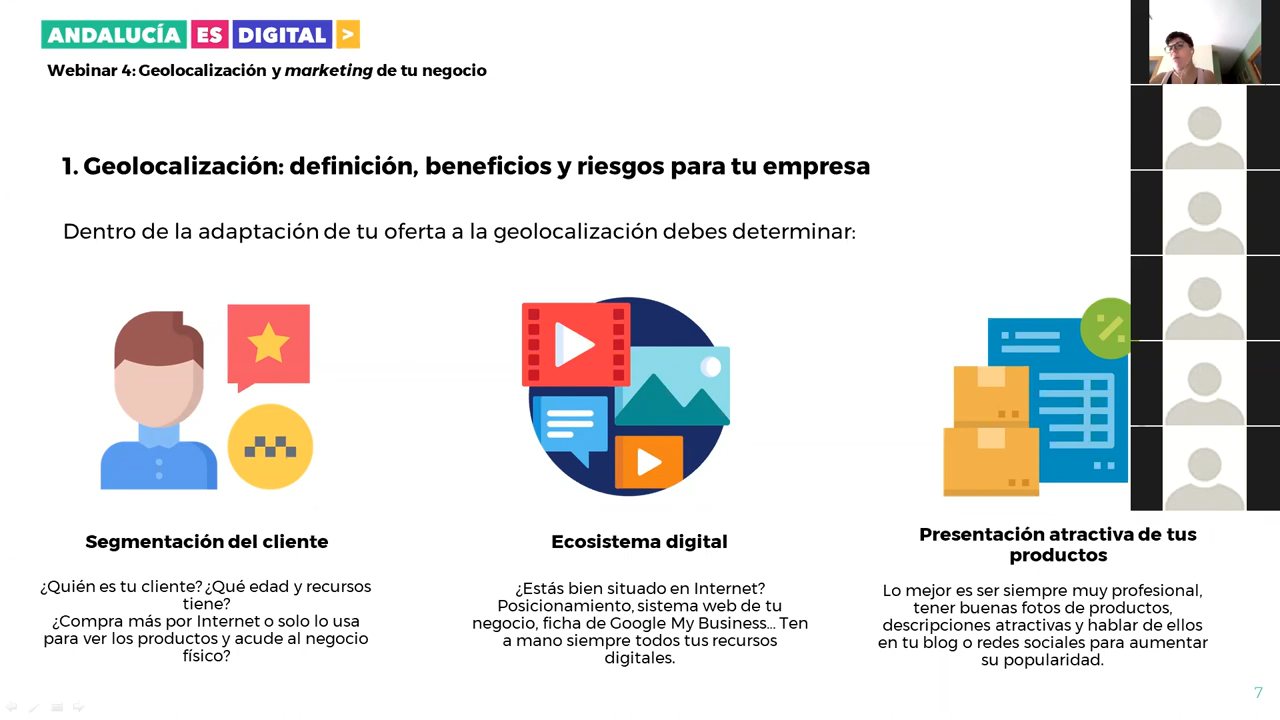 ANDALUCÍA ES DIGITAL >
Webinar 4: Geolocalización y marketing de tu negocio
1. Geolocalización: definición, beneficios y riesgos para tu empresa
Dentro de la adaptación de tu oferta a la geolocalización debes determinar:
Segmentación del cliente
¿Quién es tu cliente? ¿Qué edad y recursos
tiene?
¿Compra más por Internet o solo lo usa
para ver los productos y acude al negocio
físico?
Ecosistema digital
¿Estás bien situado en Internet?
Posicionamiento, sistema web de tu
negocio, ficha de Google My Business... Ten
a mano siempre todos tus recursos
digitales.
Presentación atractiva de tus
productos
Lo mejor es ser siempre muy profesional,
tener buenas fotos de productos,
descripciones atractivas y hablar de ellos
en tu blog o redes sociales para aumentar
su popularidad.
7